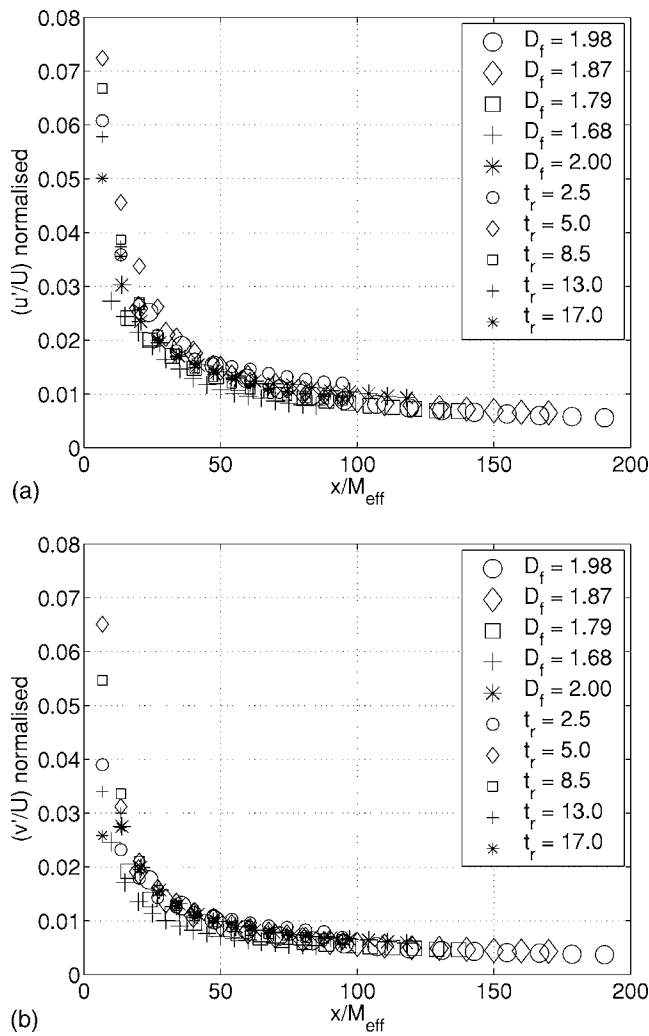 0.08
0.07
0.06
0.05
0.04
0.03
0.02
0.01
0
(u'/U) normalised
0 50 100 150 200
x/M_eff
(a)
D_f = 1.98
D_f = 1.87
D_f = 1.79
D_f = 1.68
D_f = 2.00
t_r = 2.5
t_r = 5.0
t_r = 8.5
t_r = 13.0
t_r = 17.0
0.08
0.07
0.06
0.05
0.04
0.03
0.02
0.01
0
(v'/U) normalised
0 50 100 150 200
x/M_eff
(b)
D_f = 1.98
D_f = 1.87
D_f = 1.79
D_f = 1.68
D_f = 2.00
t_r = 2.5
t_r = 5.0
t_r = 8.5
t_r = 13.0
t_r = 17.0